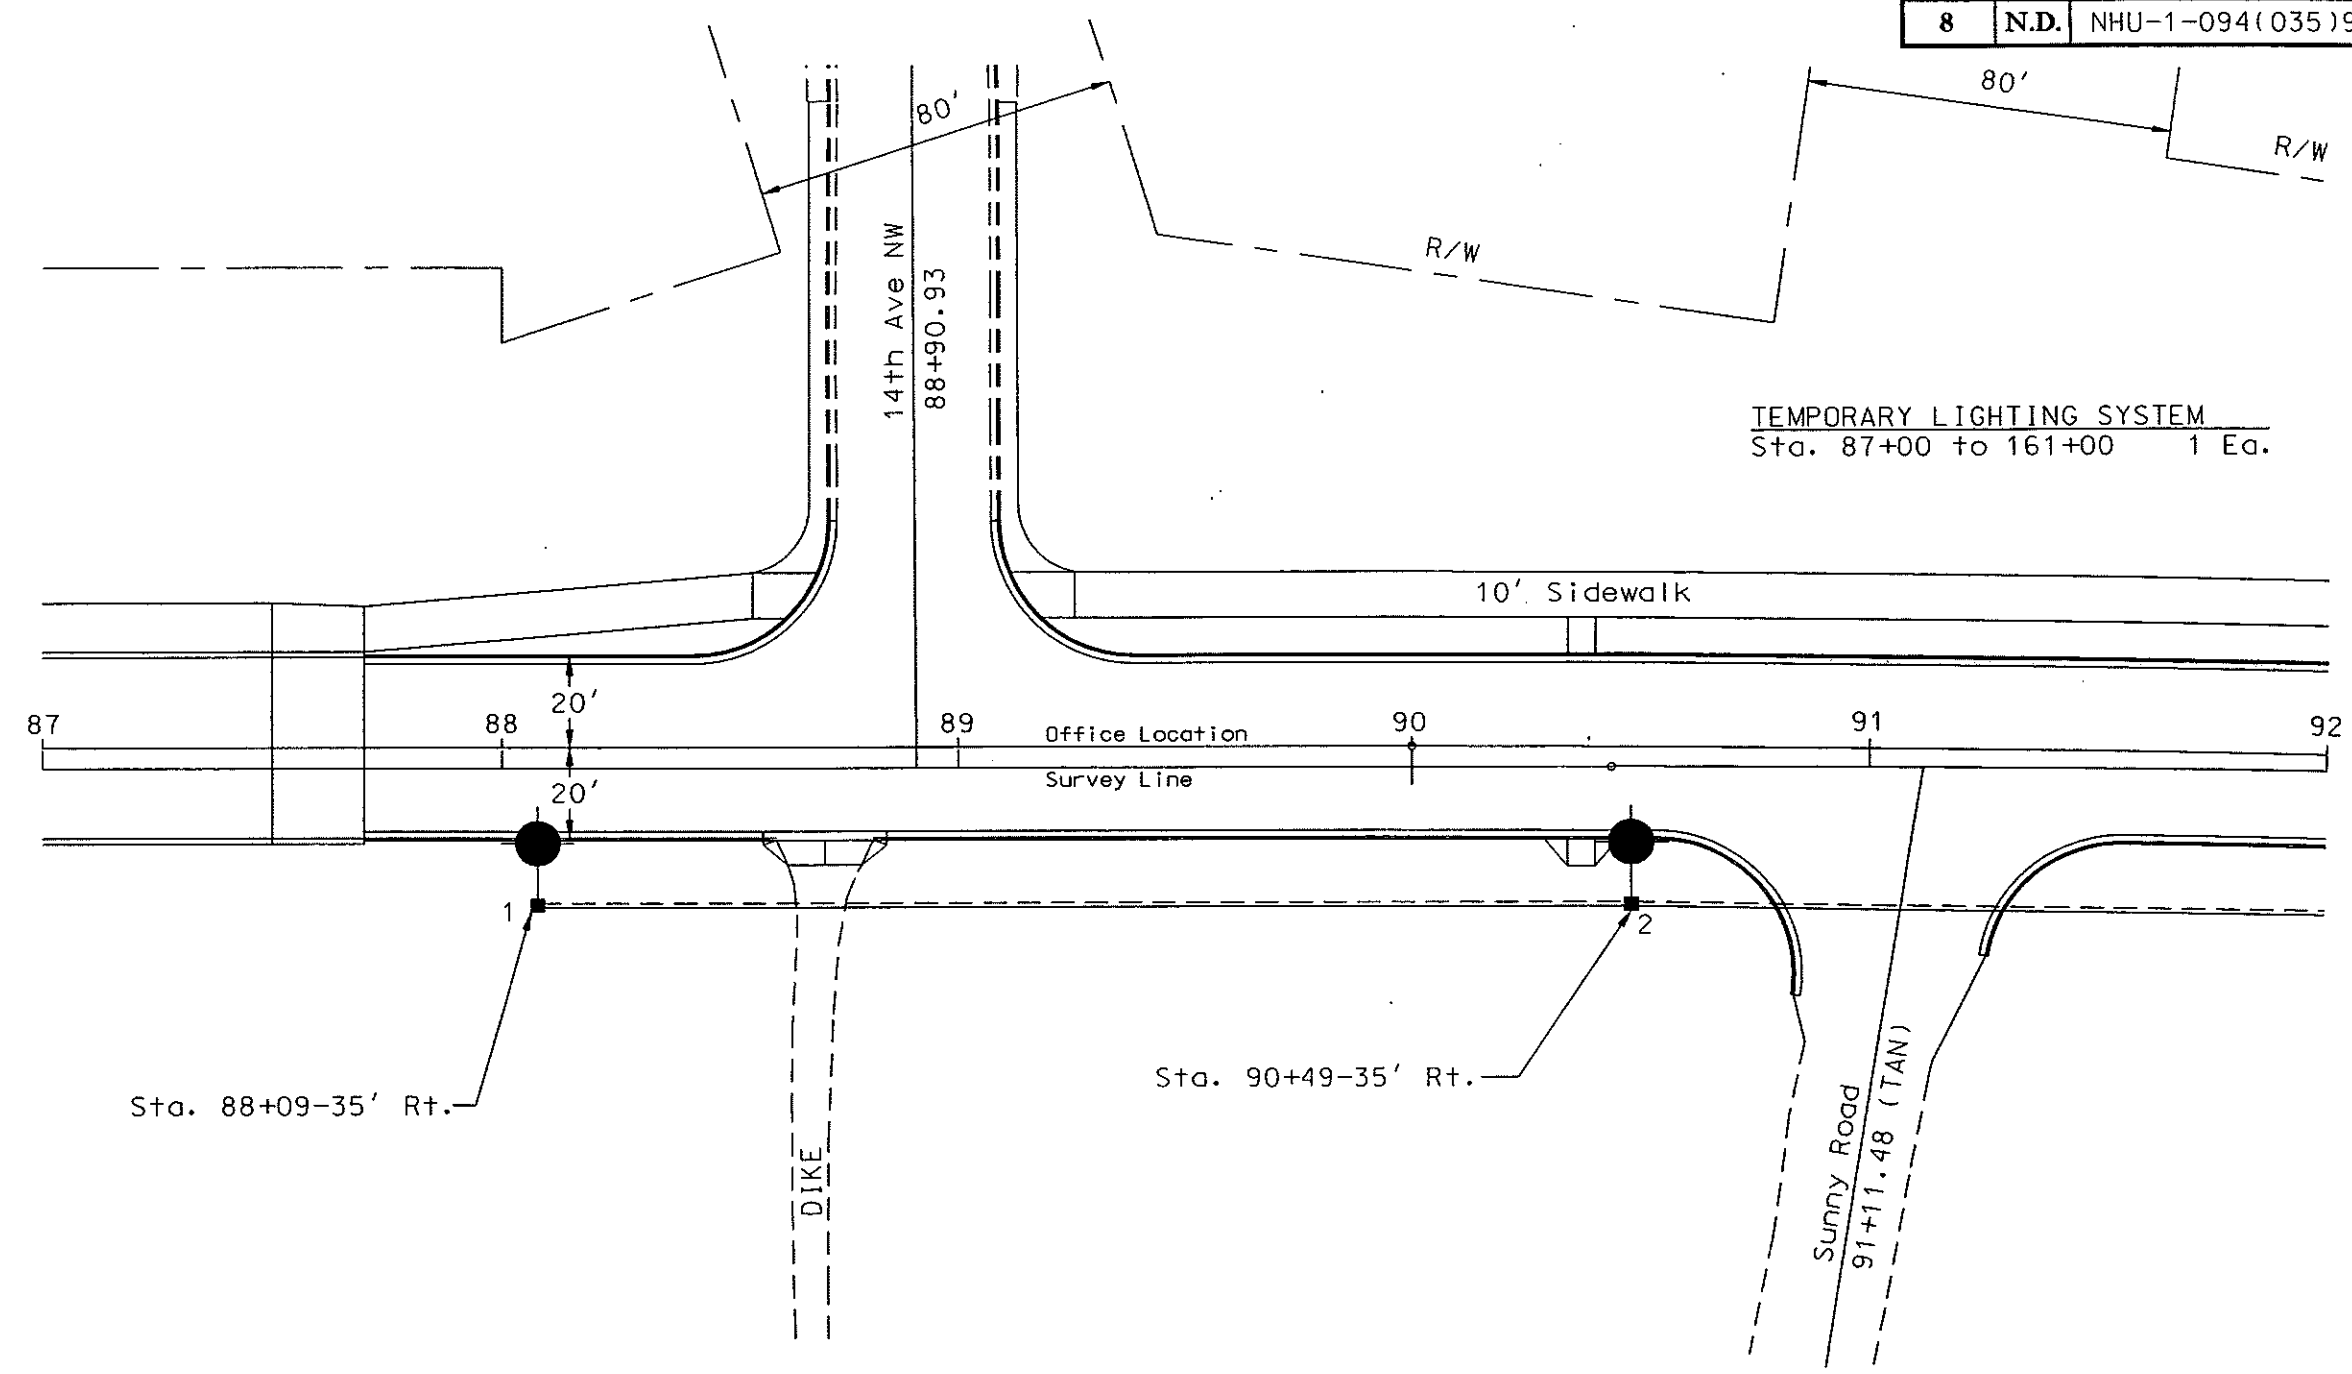 8 N.D. NHU-1-094(035)9
80'
80'
R/W
R/W
14th Ave NW
88+90.93
TEMPORARY LIGHTING SYSTEM
Sta. 87+00 to 161+00 1 Ea.
10' Sidewalk
20'
87
88
89
90
91
92
Office Location
Survey Line
20'
1
2
Sta. 88+09-35' Rt.
Sta. 90+49-35' Rt.
DIKE
Sunny Road
91+11.48 (TAN)